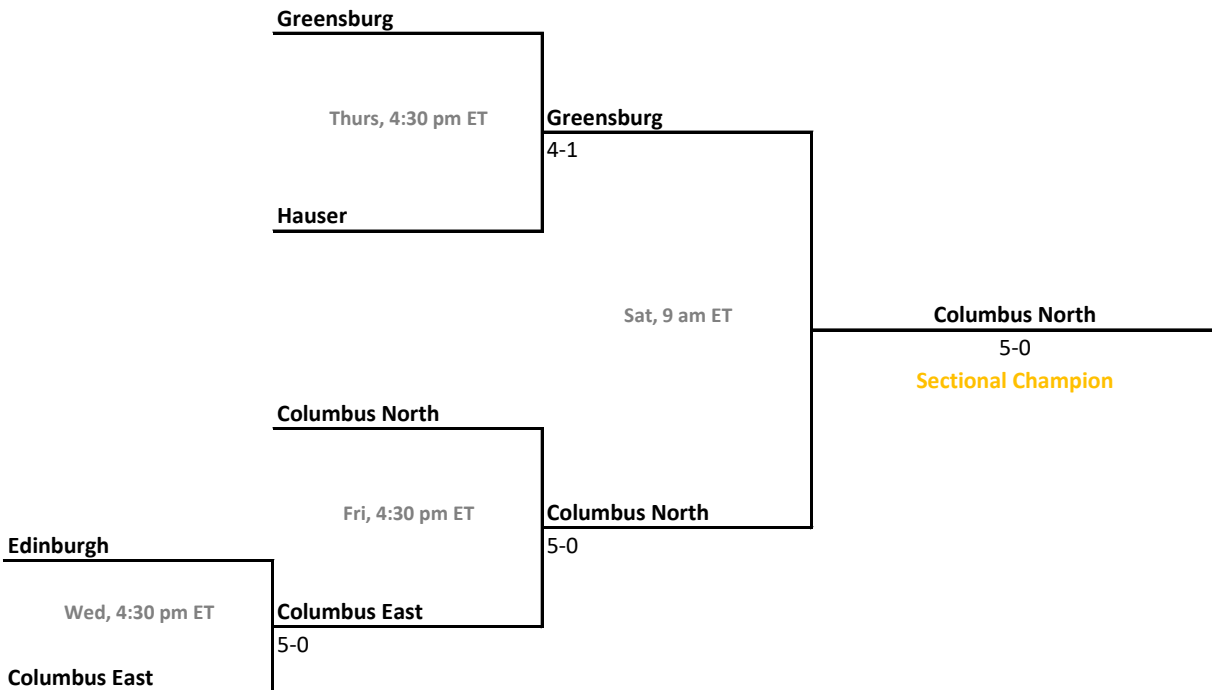 Greensburg
Thurs, 4:30 pm ET
Greensburg
4-1
Hauser
Sat, 9 am ET
Columbus North
5-0
Sectional Champion
Columbus North
Fri, 4:30 pm ET
Columbus North
5-0
Edinburgh
Wed, 4:30 pm ET
Columbus East
5-0
Columbus East